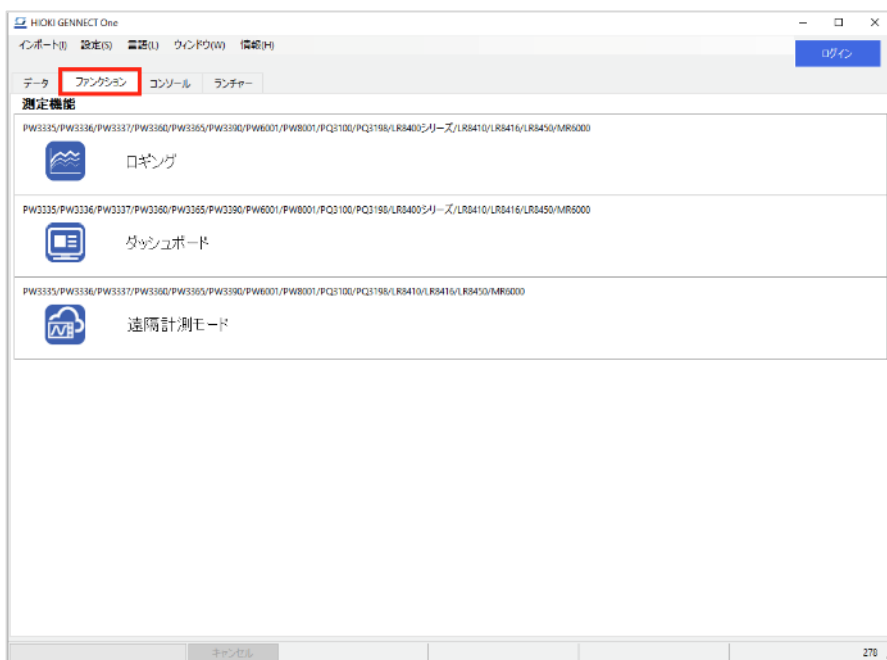 HIOKI GENNECT One
インポート(I) 設定(S) 言語(L) ウィンドウ(W) 情報(H)
ログイン
データ ファンクション コンソール ランチャー
測定機能
PW3335/PW3336/PW3337/PW3360/PW3365/PW3390/PW6001/PW8001/PQ3100/PQ3198/LR8400シリーズ/LR8410/LR8416/LR8450/MR6000
ロギング
PW3335/PW3336/PW3337/PW3360/PW3365/PW3390/PW6001/PW8001/PQ3100/PQ3198/LR8400シリーズ/LR8410/LR8416/LR8450/MR6000
ダッシュボード
PW3335/PW3336/PW3337/PW3360/PW3365/PW3390/PW6001/PW8001/PQ3100/PQ3198/LR8410/LR8416/LR8450/MR6000
遠隔計測モード
キャンセル
278